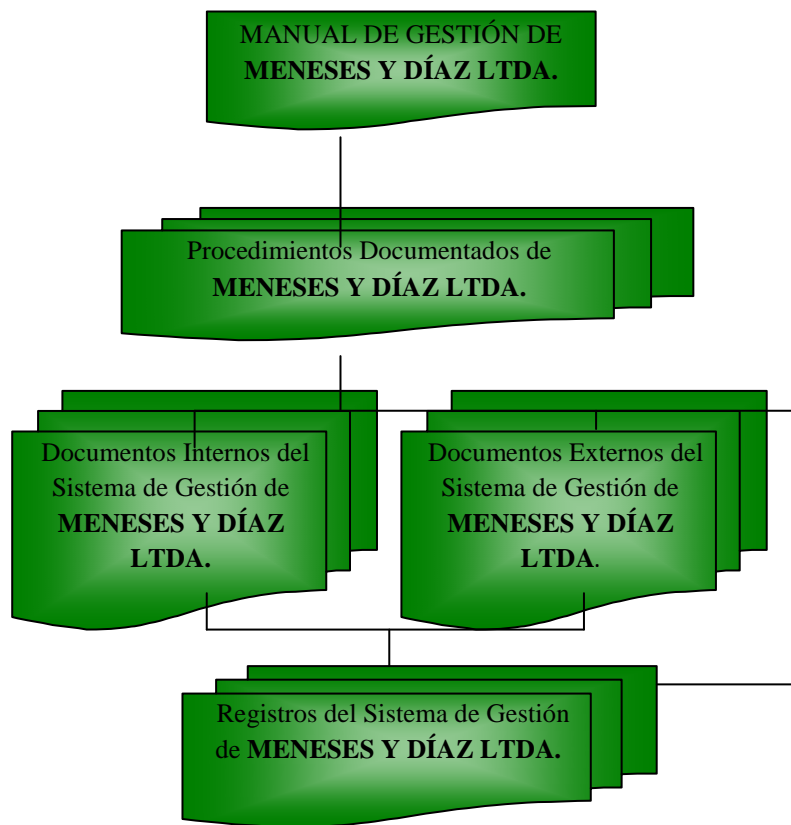 MANUAL DE GESTIÓN DE
MENESES Y DÍAZ LTDA.
Procedimientos Documentados de
MENESES Y DÍAZ LTDA.
Documentos Internos del
Sistema de Gestión de
MENESES Y DÍAZ
LTDA.
Documentos Externos del
Sistema de Gestión de
MENESES Y DÍAZ
LTDA.
Registros del Sistema de Gestión
de MENESES Y DÍAZ LTDA.